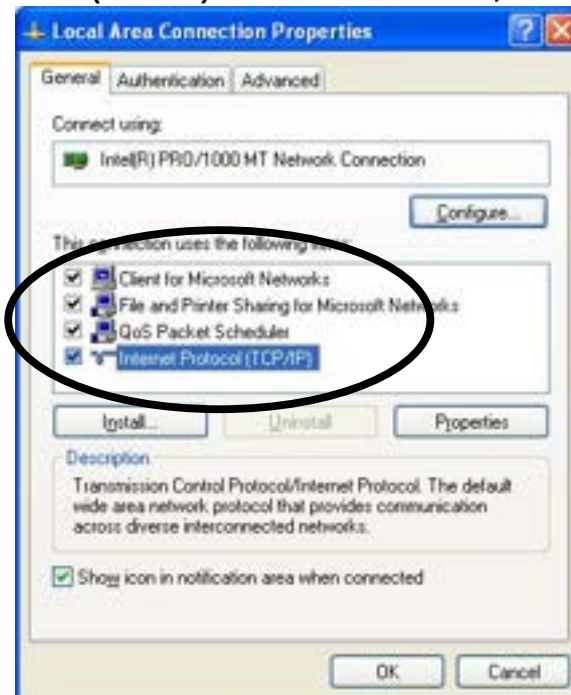 Local Area Connection Properties
General Authentication Advanced
Connect using:
Intel(R) PRO/1000 MT Network Connection
Configure...
This connection uses the following items:
Client for Microsoft Networks
File and Printer Sharing for Microsoft Networks
QoS Packet Scheduler
Internet Protocol (TCP/IP)
Install... Uninstall Properties
Description
Transmission Control Protocol/Internet Protocol. The default
wide area network protocol that provides communication
across diverse interconnected networks.
Show icon in notification area when connected
OK Cancel